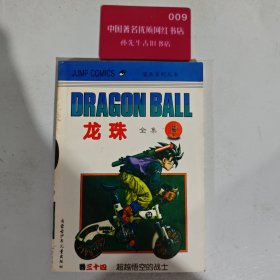 009
中国著名优质网红书店
孙先生古旧书店
JUMP COMICS
DRAGON BALL
龙珠 全集
卷三十四 超越悟空的战士